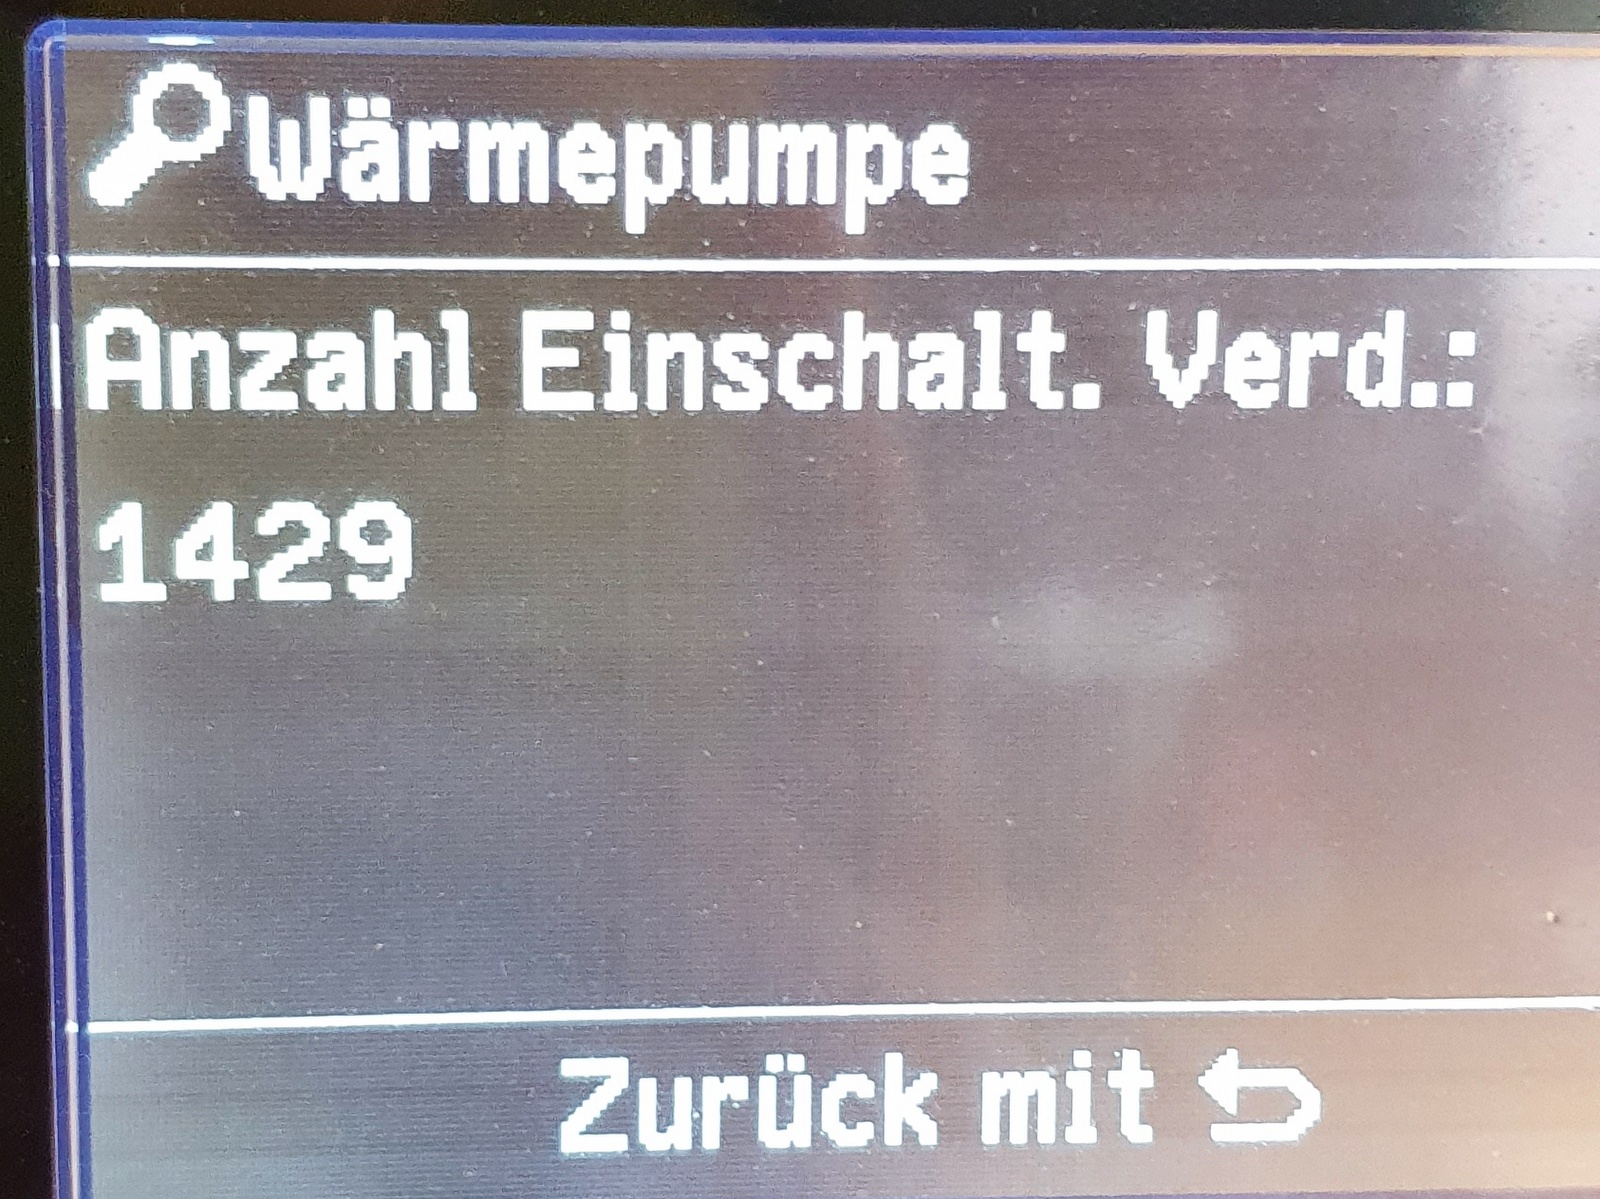 Wärmepumpe
Anzahl Einschalt. Verd.:
1429
Zurück mit